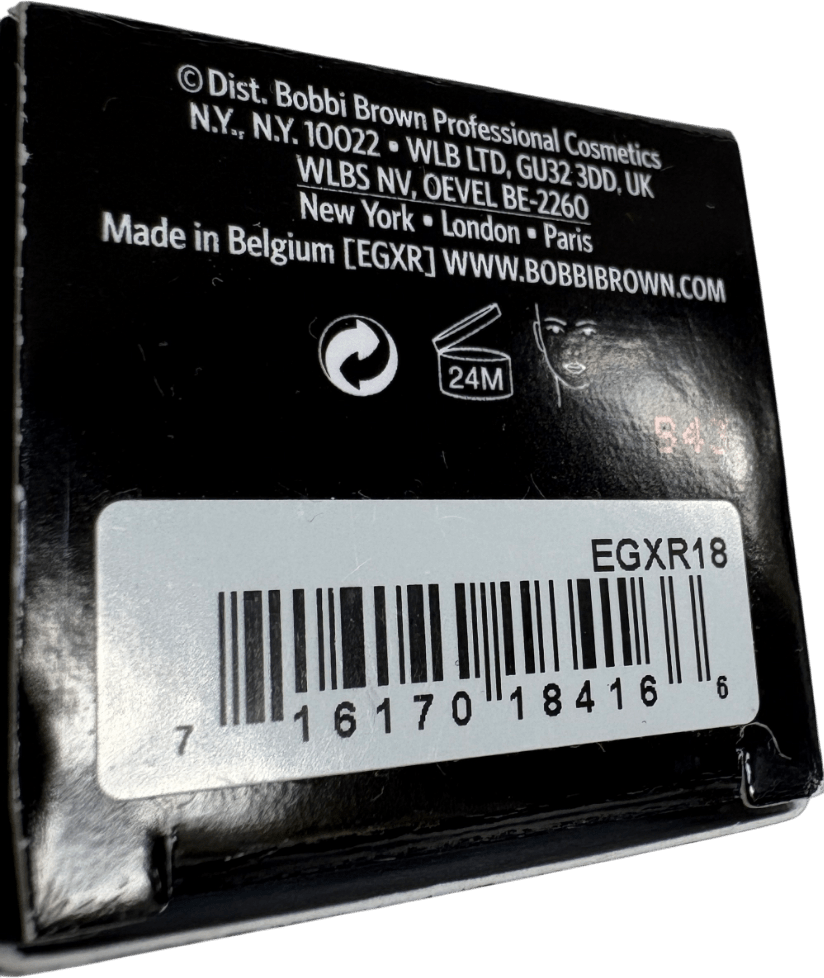 © Dist. Bobbi Brown Professional Cosmetics
N.Y., N.Y. 10022 • WLB LTD, GU32 3DD, UK
WLBS NV, OEVEL BE-2260
New York • London • Paris
Made in Belgium [EGXR] WWW.BOBBIBROWN.COM
24M
EGXR18
7 16170 18416 6